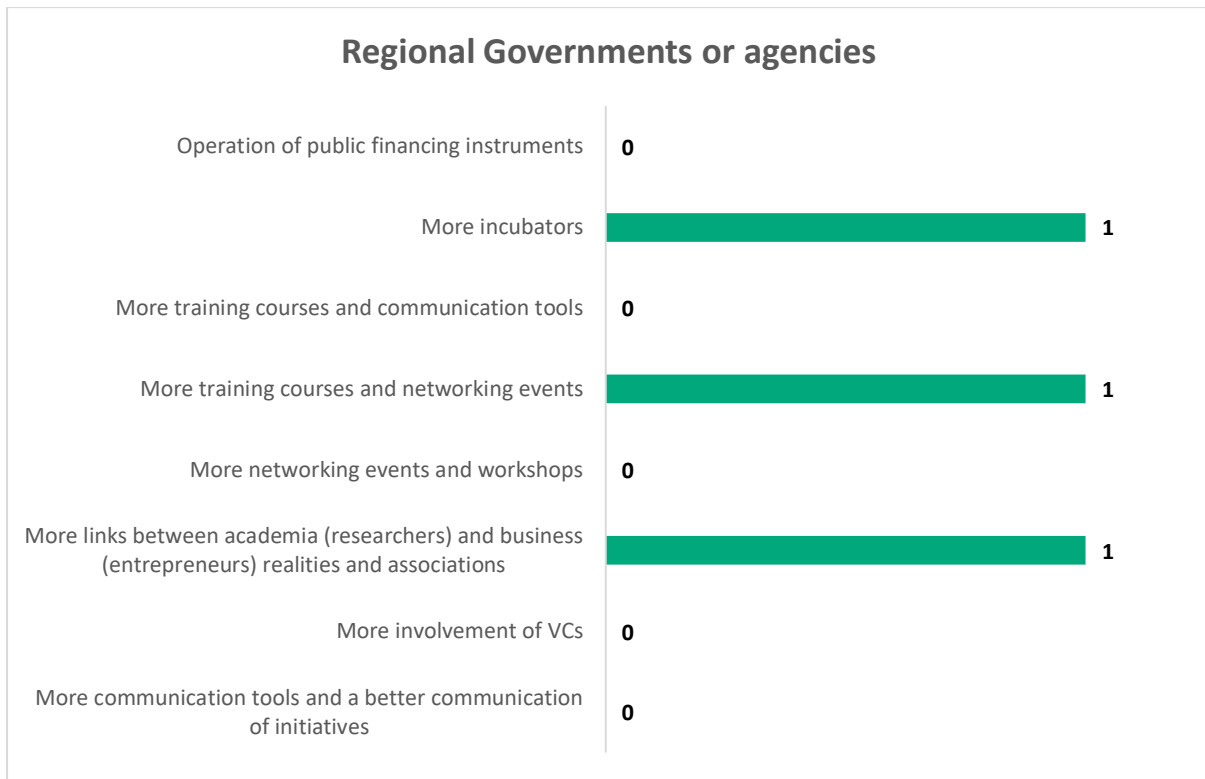 Regional Governments or agencies
Operation of public financing instruments
0
More incubators
1
More training courses and communication tools
0
More training courses and networking events
1
More networking events and workshops
0
More links between academia (researchers) and business
(entrepreneurs) realities and associations
1
More involvement of VCs
0
More communication tools and a better communication
of initiatives
0